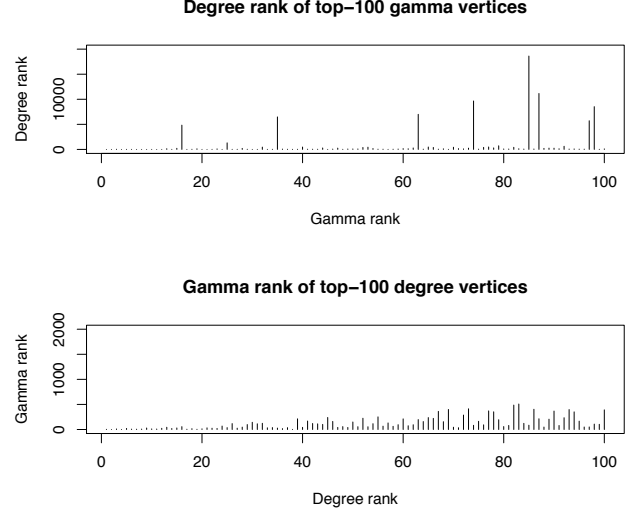 Degree rank of top−100 gamma vertices
Degree rank
0 10000
0 20 40 60 80 100
Gamma rank
Gamma rank of top−100 degree vertices
Gamma rank
0 1000 2000
0 20 40 60 80 100
Degree rank